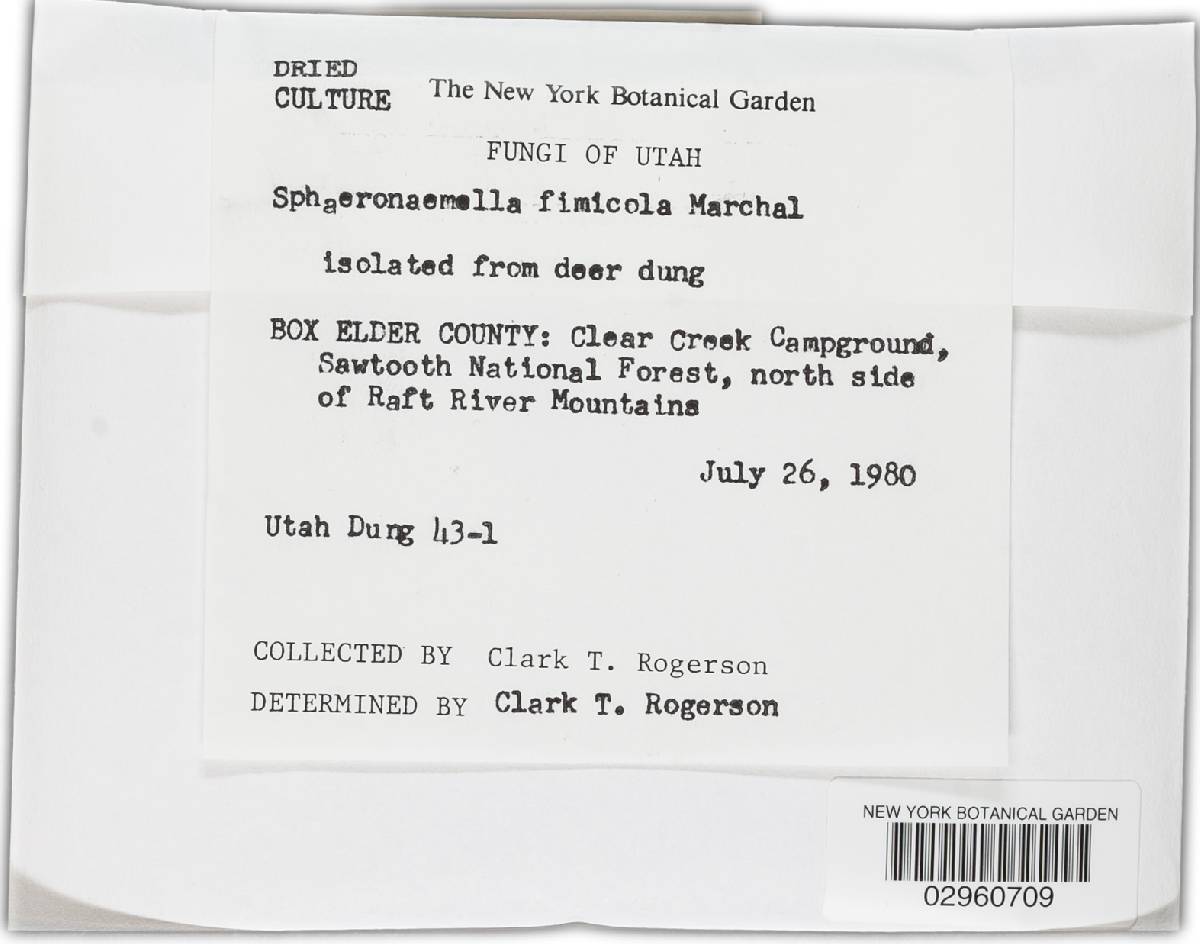 DRIED
CULTURE The New York Botanical Garden
FUNGI OF UTAH
Sphaeronaemella fimicola Marchal
isolated from deer dung
BOX ELDER COUNTY: Clear Creek Campground,
Sawtooth National Forest, north side
of Raft River Mountains
July 26, 1980
Utah Dung 43-1
COLLECTED BY Clark T. Rogerson
DETERMINED BY Clark T. Rogerson
NEW YORK BOTANICAL GARDEN
02960709